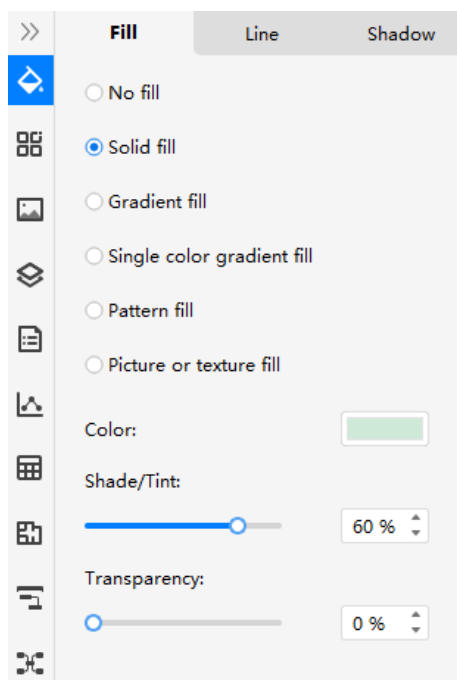 Fill Line Shadow
No fill
Solid fill
Gradient fill
Single color gradient fill
Pattern fill
Picture or texture fill
Color:
Shade/Tint:
60 %
Transparency:
0 %